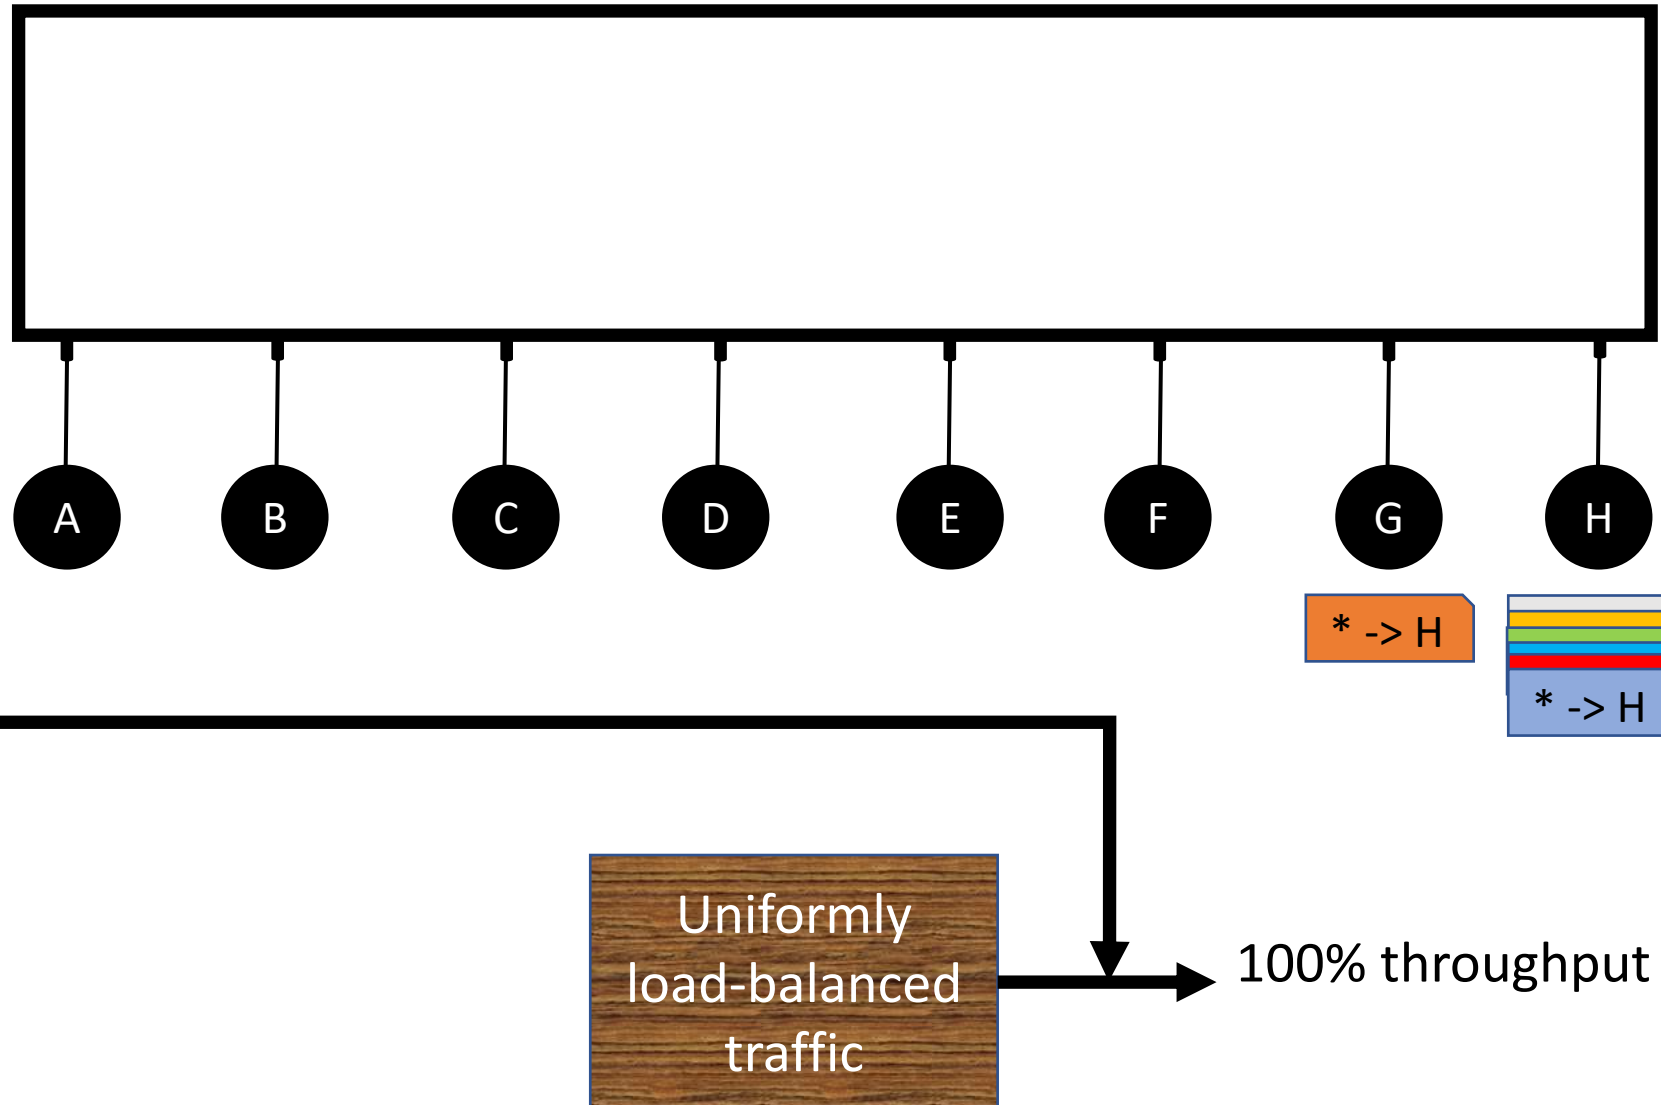 A B C D E F G H
* -> H
* -> H
Uniformly
load-balanced
traffic
100% throughput